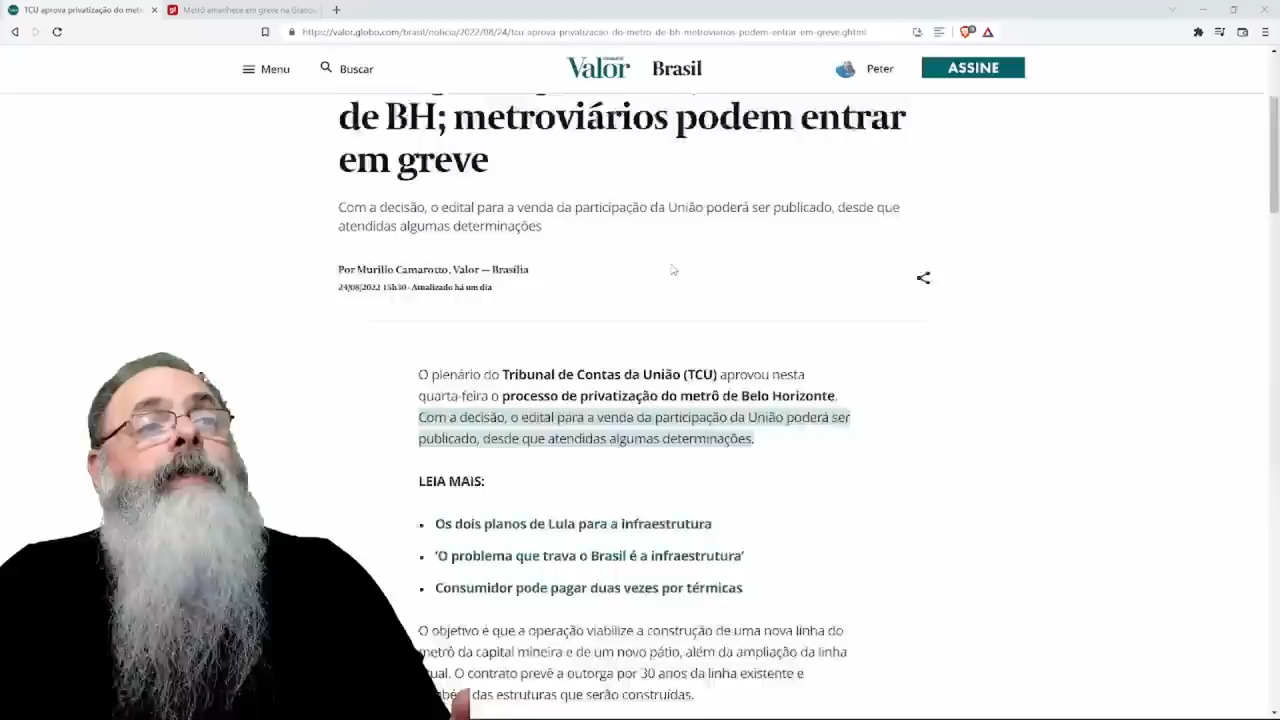 TCU aprova privatização do metr
Metrô amanhece em greve na Grand
https://valor.globo.com/brasil/noticia/2022/08/24/tcu-aprova-privatizacao-do-metro-de-bh-metroviarios-podem-entrar-em-greve.ghtml
Menu
Buscar
Valor
Brasil
Peter
ASSINE
de BH; metroviários podem entrar
em greve
Com a decisão, o edital para a venda da participação da União poderá ser publicado, desde que
atendidas algumas determinações
Por Murillo Camarotto, Valor — Brasília
24/08/2022 15h30 · Atualizado há um dia
O plenário do Tribunal de Contas da União (TCU) aprovou nesta
quarta-feira o processo de privatização do metrô de Belo Horizonte.
Com a decisão, o edital para a venda da participação da União poderá ser
publicado, desde que atendidas algumas determinações.
LEIA MAIS:
• Os dois planos de Lula para a infraestrutura
• ‘O problema que trava o Brasil é a infraestrutura’
• Consumidor pode pagar duas vezes por térmicas
O objetivo é que a operação viabilize a construção de uma nova linha do
metrô da capital mineira e de um novo pátio, além da ampliação da linha
ual. O contrato prevê a outorga por 30 anos da linha existente e
mbém das estruturas que serão construídas.